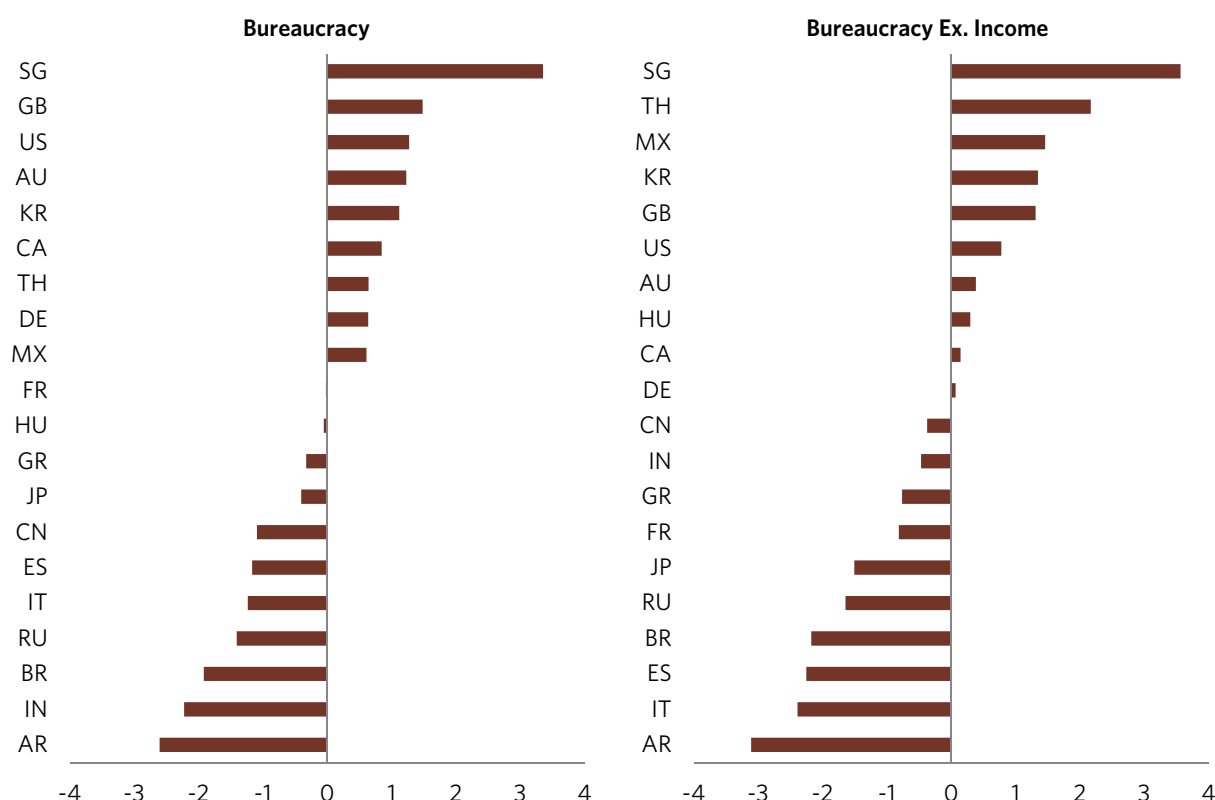 Bureaucracy
SG
GB
US
AU
KR
CA
TH
DE
MX
FR
HU
GR
JP
CN
ES
IT
RU
BR
IN
AR
-4 -3 -2 -1 0 1 2 3 4
Bureaucracy Ex. Income
SG
TH
MX
KR
GB
US
AU
HU
CA
DE
CN
IN
GR
FR
JP
RU
BR
ES
IT
AR
-4 -3 -2 -1 0 1 2 3 4